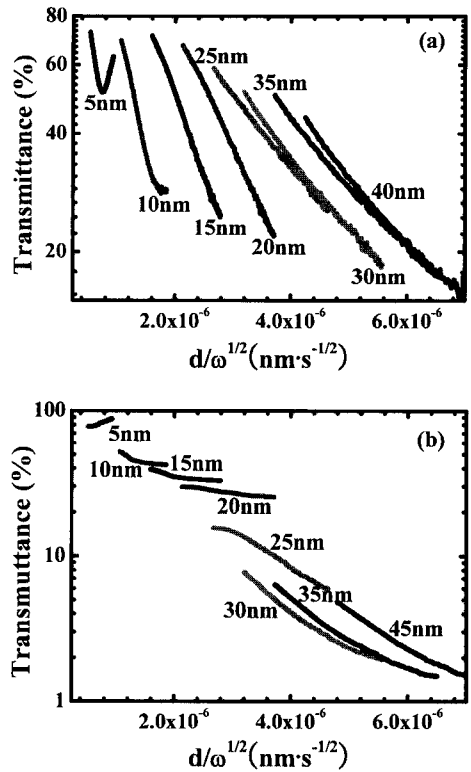 (a)
Transmittance (%)
80
60
40
20
5nm
10nm
15nm
20nm
25nm
35nm
30nm
40nm
2.0x10⁻⁶ 4.0x10⁻⁶ 6.0x10⁻⁶
d/ω^1/2(nm·s^-1/2)
(b)
Transmuttance (%)
100
10
1
5nm
10nm
15nm
20nm
25nm
35nm
30nm
45nm
2.0x10⁻⁶ 4.0x10⁻⁶ 6.0x10⁻⁶
d/ω^1/2(nm·s^-1/2)